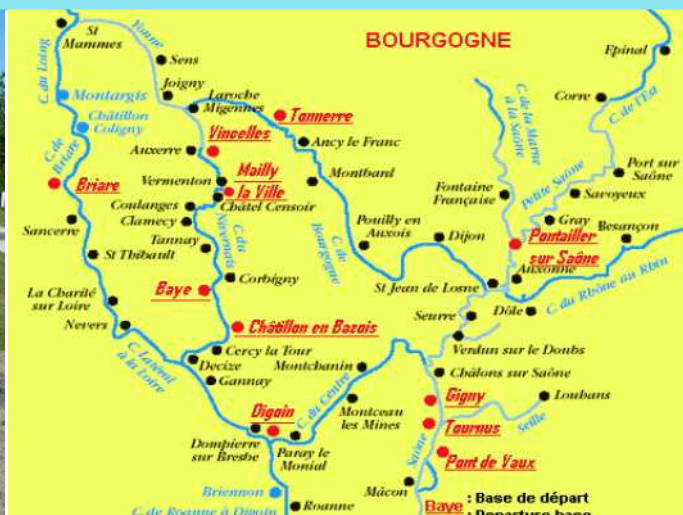 BOURGOGNE
St
Mammes
Yonne
Sens
Epinal
C. du Loing
Joigny
Laroche
Migennes
Corre
C. de l'Est
Montargis
Tannerre
C. de la Marne
à la Saône
Châtillon
Coligny
Vincelles
Ancy le Franc
Auxerre
C. de
Briare
Mailly
la Ville
Vermenton
Montbard
Port sur
Saône
Briare
Fontaine
Française
Petite Saône
Savoyeux
Coulanges
Châtel Censoir
Clamecy
Pouilly en
Auxois
Gray
Besançon
Sancerre
Tannay
C. du
Nivernais
C. de
Bourgogne
Dijon
Pontailler
sur Saône
St Thibault
Corbigny
Auxonne
Baye
St Jean de Losne
C. du Rhône au Rhin
La Charité
sur Loire
Seurre
Dôle
Nevers
Châtillon en Bazois
Verdun sur le Doubs
C. latéral
à la Loire
Cercy la Tour
Decize
Montchanin
Châlons sur Saône
Gannay
C. du Centre
Gigny
Louhans
Digoin
Montceau
les Mines
Seille
Tournus
Dompierre
sur Breshe
Paray le
Monial
Saône
Pont de Vaux
Briennon
Mâcon
C. de Roanne à Digoin
Roanne
Baye : Base de départ
: Departure base